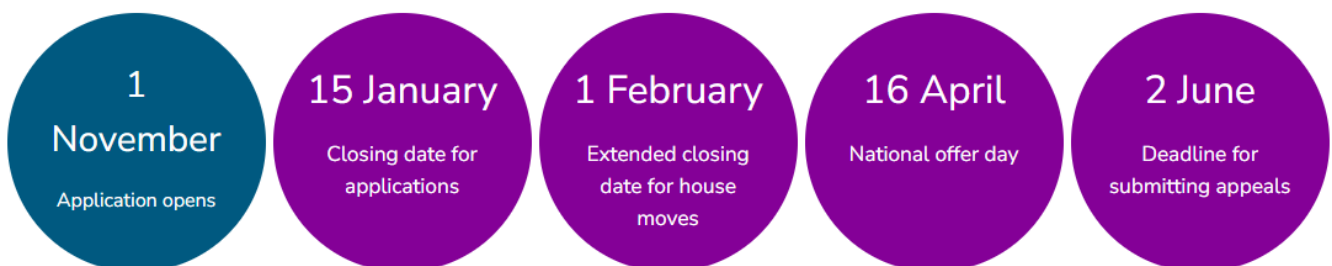 1
November
Application opens
15 January
Closing date for
applications
1 February
Extended closing
date for house
moves
16 April
National offer day
2 June
Deadline for
submitting appeals